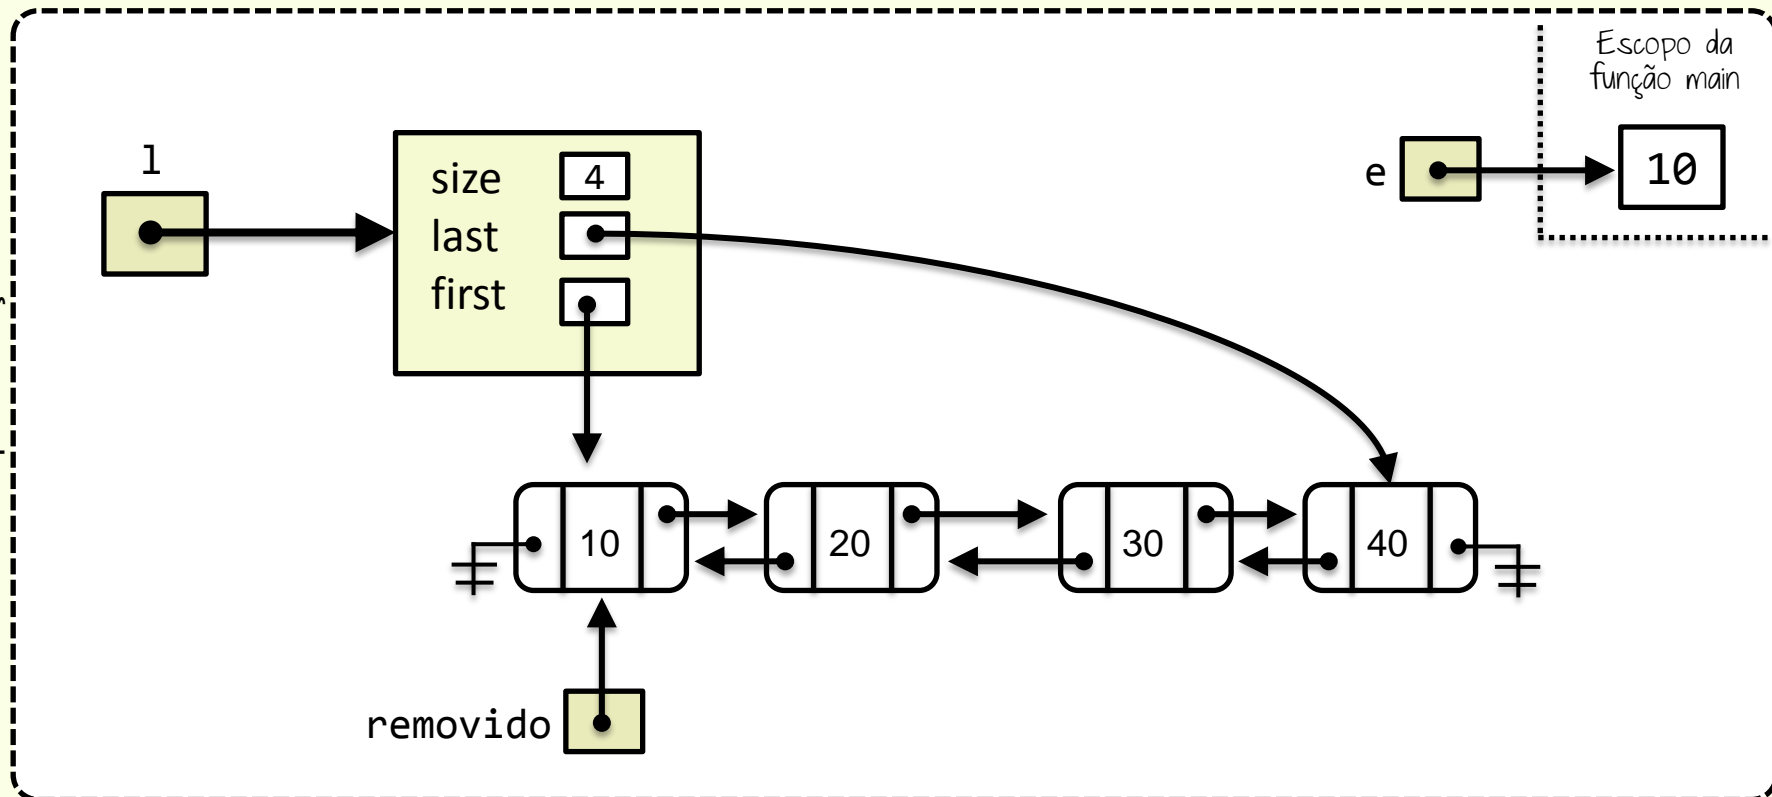 Escopo da
função main
l
size 4
last
first
e
10
10 20 30 40
removido